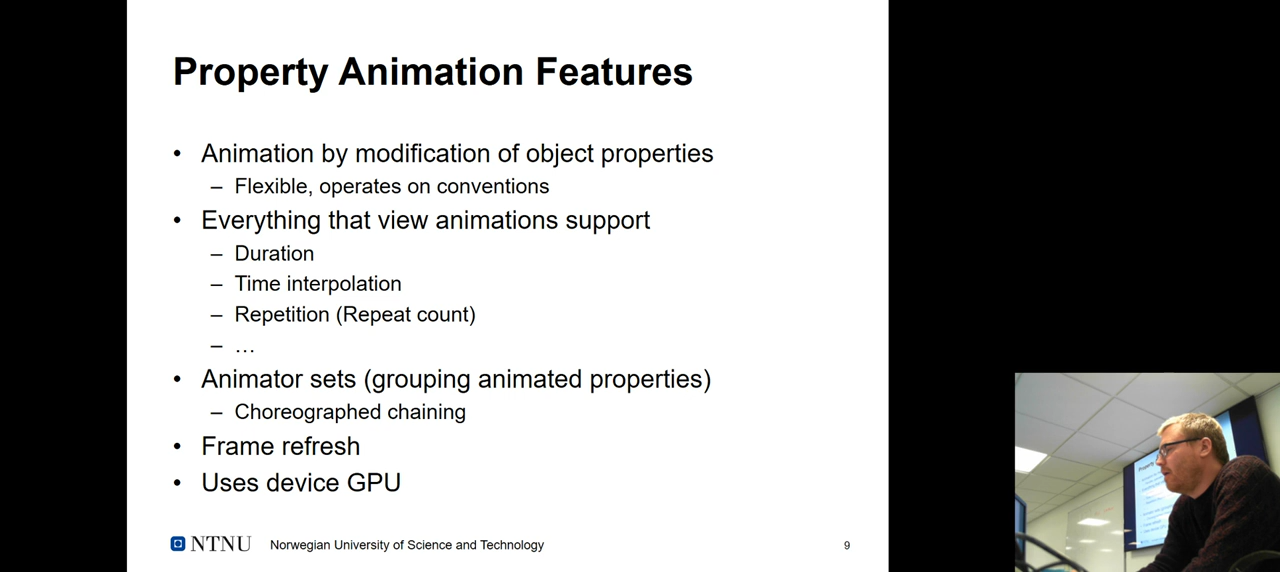 Property Animation Features
• Animation by modification of object properties
– Flexible, operates on conventions
• Everything that view animations support
– Duration
– Time interpolation
– Repetition (Repeat count)
– …
• Animator sets (grouping animated properties)
– Choreographed chaining
• Frame refresh
• Uses device GPU
NTNU Norwegian University of Science and Technology 9